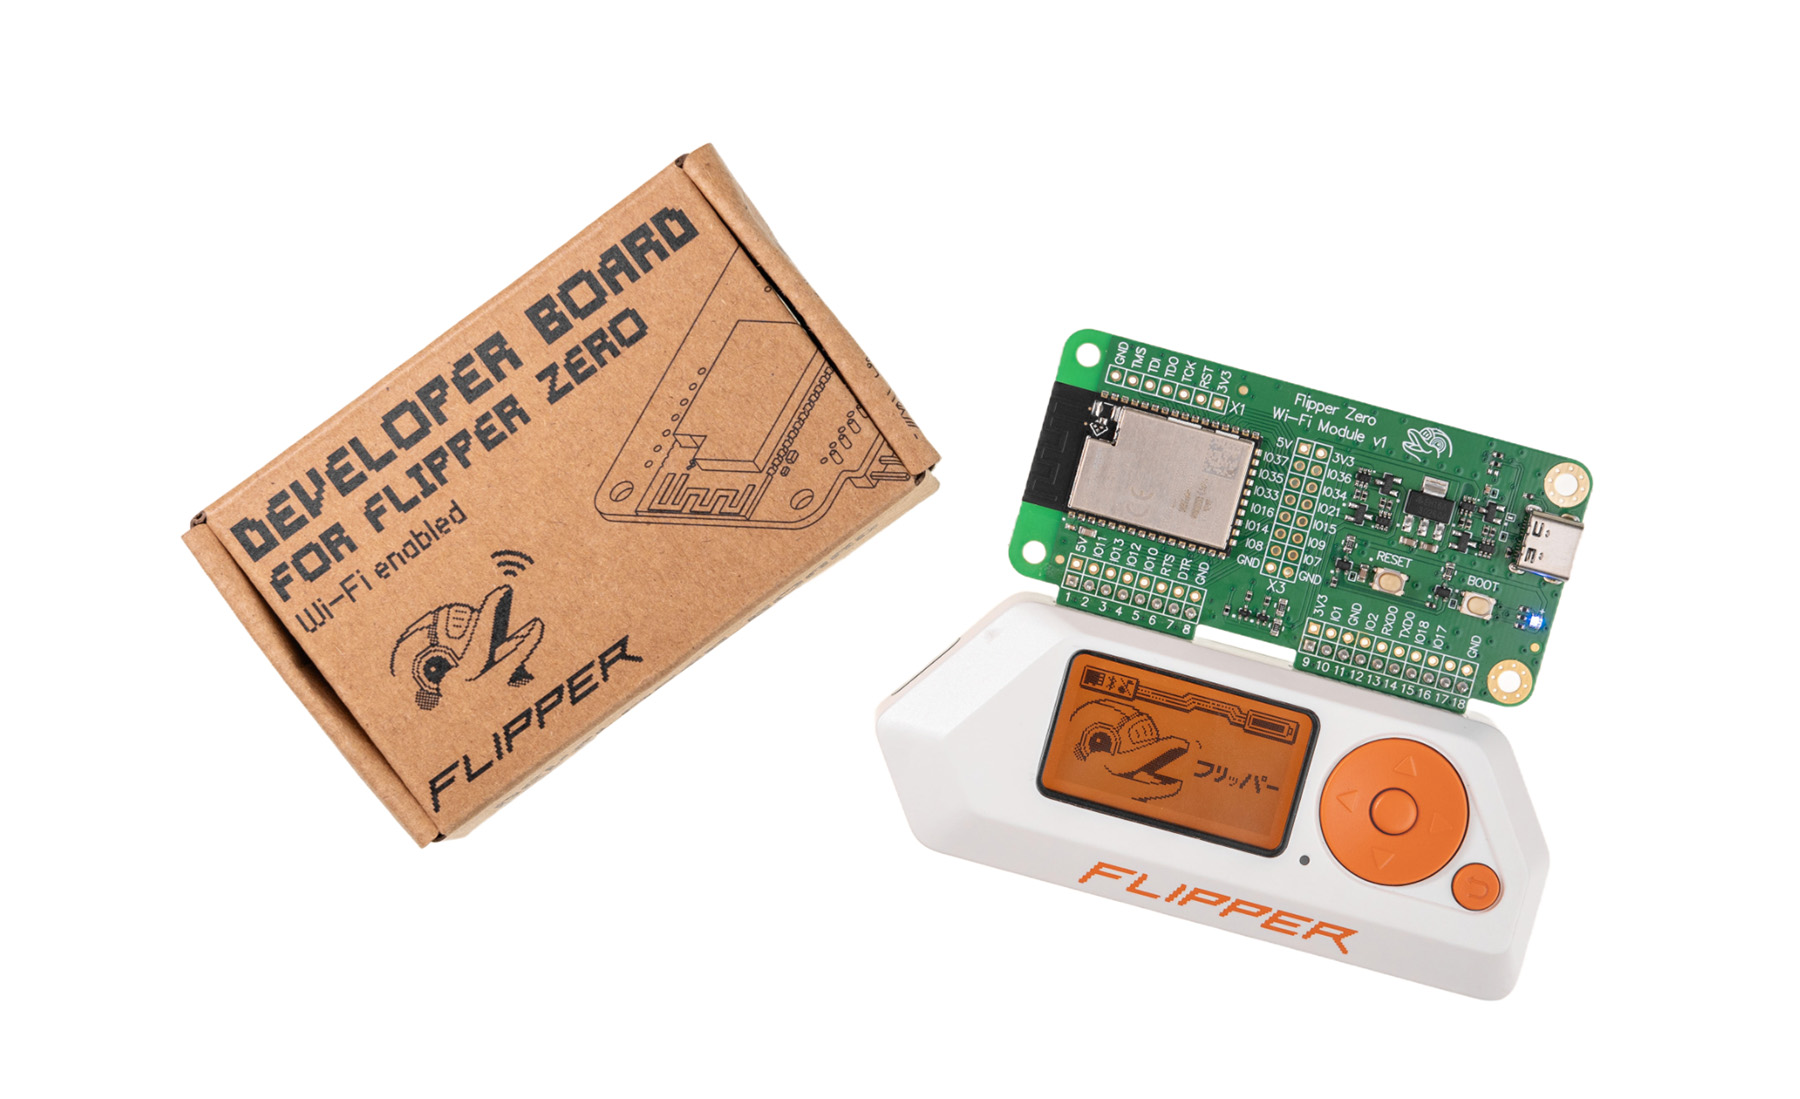 DEVELOPER BOARD
FOR FLIPPER ZERO
Wi-Fi enabled
FLIPPER
GND TMS TDI TDO TCK RST 3V3
X1
Flipper Zero
Wi-Fi Module v1
5V 3V3
IO37 IO36
IO35 IO34
IO33 IO21
IO16 IO15
IO14 IO9
IO8 IO7
GND GND
X3
RESET
BOOT
5V IO11 IO13 IO12 IO10 RTS DTR GND
1 2 3 4 5 6 7 8
3V3 IO1 GND IO2 RXD0 TXD0 IO18 IO17 GND
9 10 11 12 13 14 15 16 17 18
フリッパー
FLIPPER